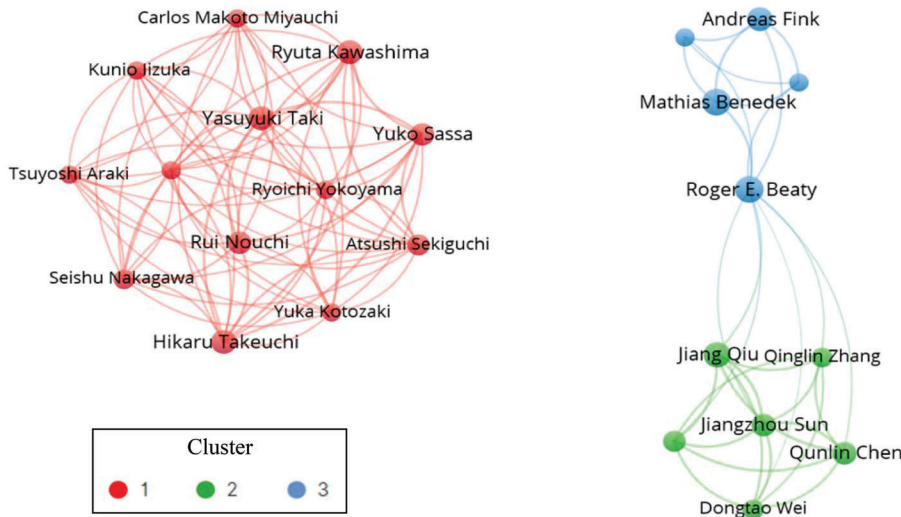 Carlos Makoto Miyauchi
Ryuta Kawashima
Kunio Iizuka
Yasuyuki Taki
Yuko Sassa
Tsuyoshi Araki
Ryoichi Yokoyama
Rui Nouchi
Atsushi Sekiguchi
Seishu Nakagawa
Yuka Kotozaki
Hikaru Takeuchi
Andreas Fink
Mathias Benedek
Roger E. Beaty
Jiang Qiu
Qinglin Zhang
Jiangzhou Sun
Qunlin Chen
Dongtao Wei
Cluster
1 2 3